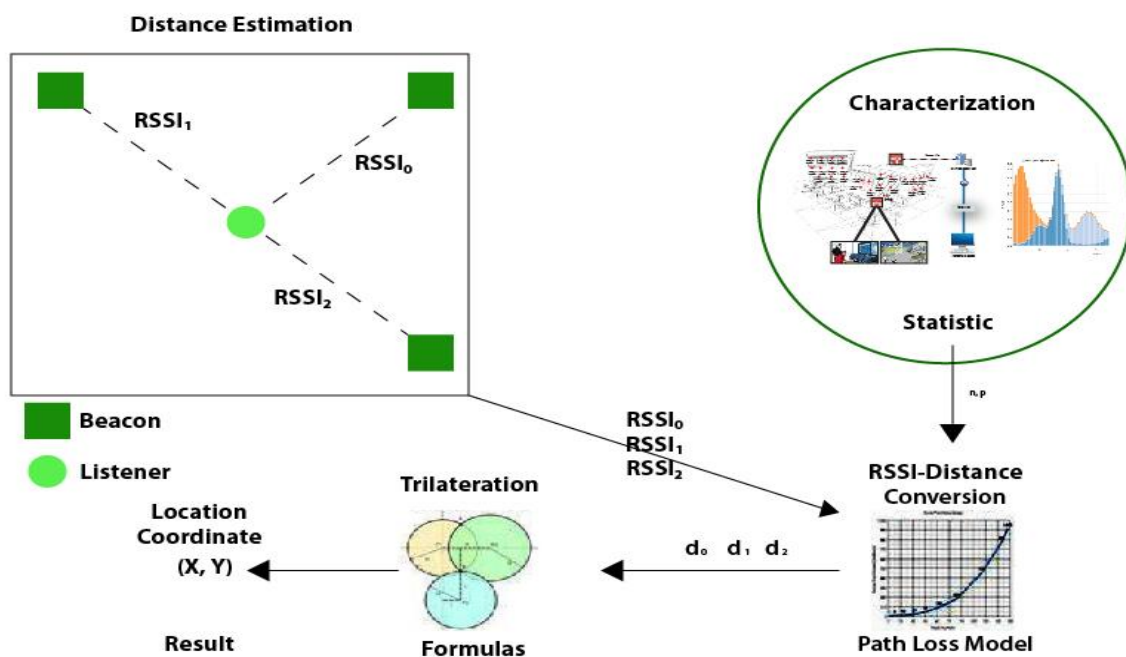 Distance Estimation
RSSI₁
RSSI₀
RSSI₂
Beacon
Listener
Characterization
Statistic
n, p
RSSI₀
RSSI₁
RSSI₂
RSSI-Distance
Conversion
Path Loss Model
d₀ d₁ d₂
Trilateration
Formulas
Location
Coordinate
(X, Y)
Result